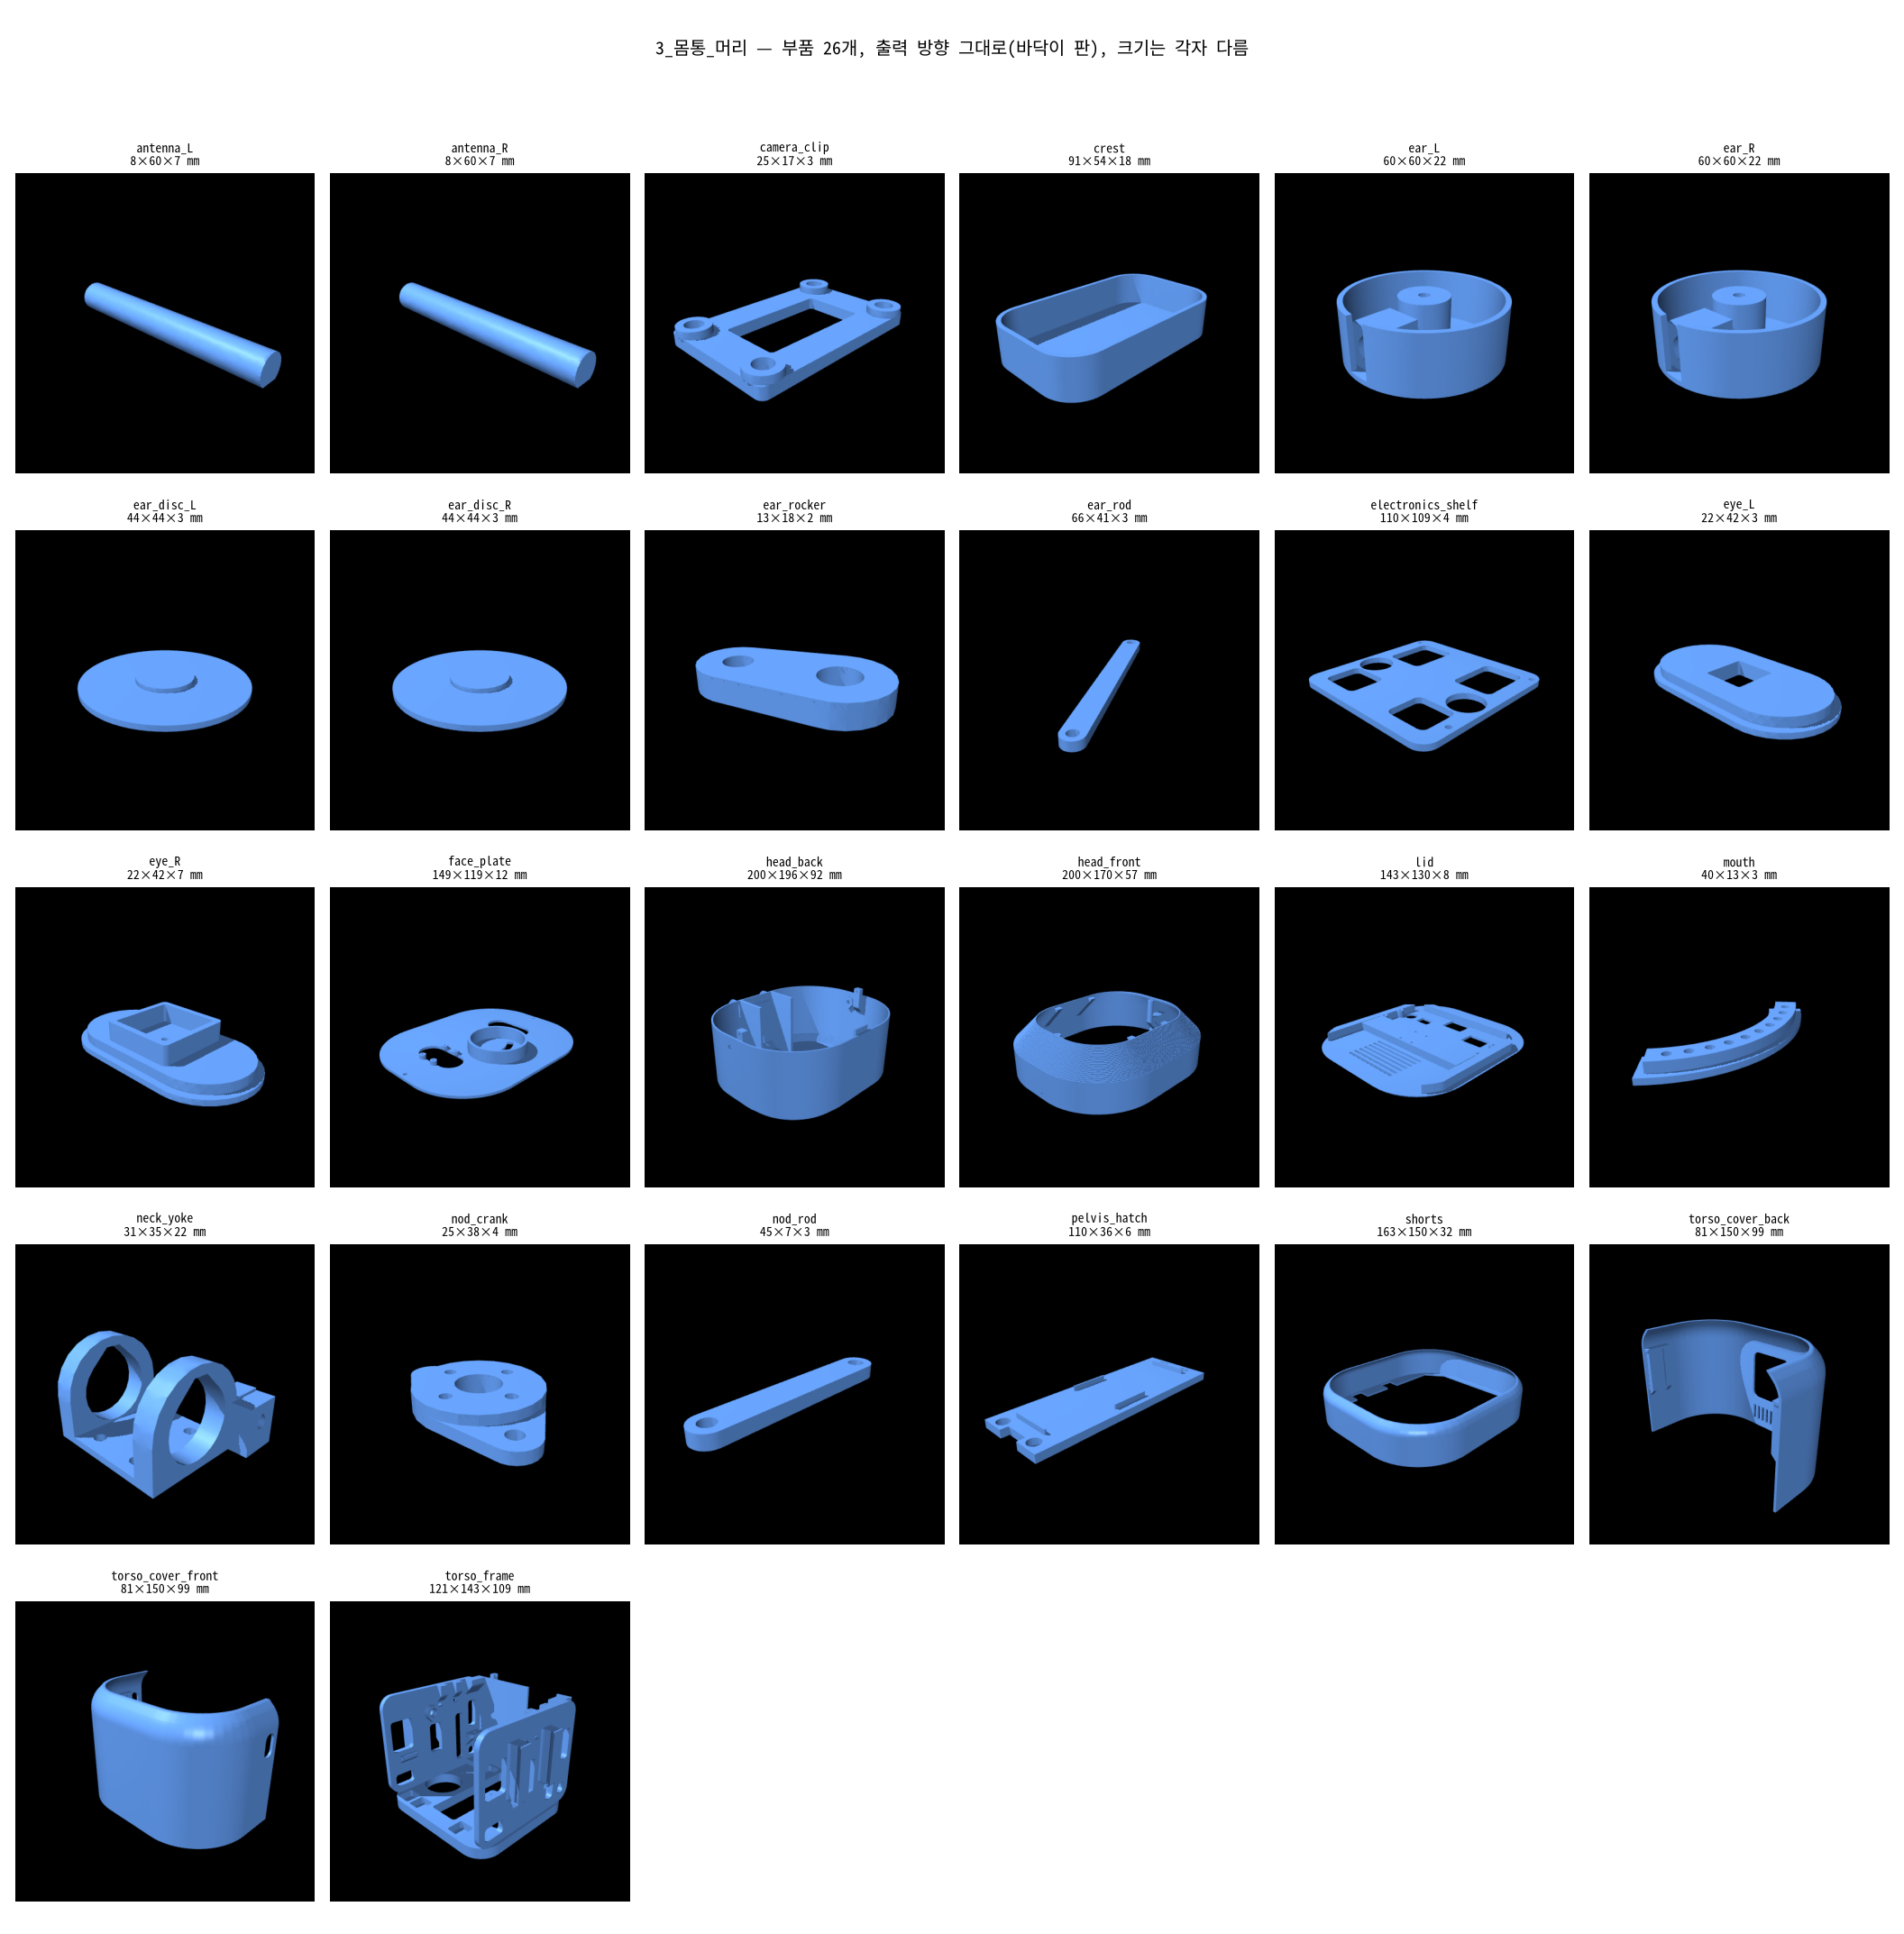 3_몸통_머리 — 부품 26개, 출력 방향 그대로(바닥이 판), 크기는 각자 다름
antenna_L
8×60×7 mm
antenna_R
8×60×7 mm
camera_clip
25×17×3 mm
crest
91×54×18 mm
ear_L
60×60×22 mm
ear_R
60×60×22 mm
ear_disc_L
44×44×3 mm
ear_disc_R
44×44×3 mm
ear_rocker
13×18×2 mm
ear_rod
66×41×3 mm
electronics_shelf
110×109×4 mm
eye_L
22×42×3 mm
eye_R
22×42×7 mm
face_plate
149×119×12 mm
head_back
200×196×92 mm
head_front
200×170×57 mm
lid
143×130×8 mm
mouth
40×13×3 mm
neck_yoke
31×35×22 mm
nod_crank
25×38×4 mm
nod_rod
45×7×3 mm
pelvis_hatch
110×36×6 mm
shorts
163×150×32 mm
torso_cover_back
81×150×99 mm
torso_cover_front
81×150×99 mm
torso_frame
121×143×109 mm